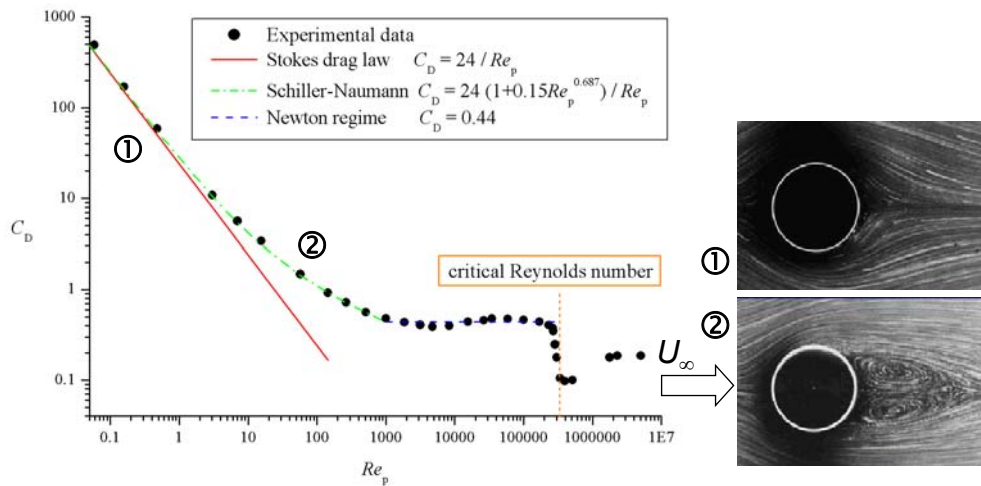 1000
100
10
1
0.1
C_D
Experimental data
Stokes drag law C_D = 24 / Re_p
Schiller-Naumann C_D = 24 (1+0.15Re_p^0.687) / Re_p
Newton regime C_D = 0.44
①
②
critical Reynolds number
0.1 1 10 100 1000 10000 100000 1000000 1E7
Re_p
U_∞
①
②